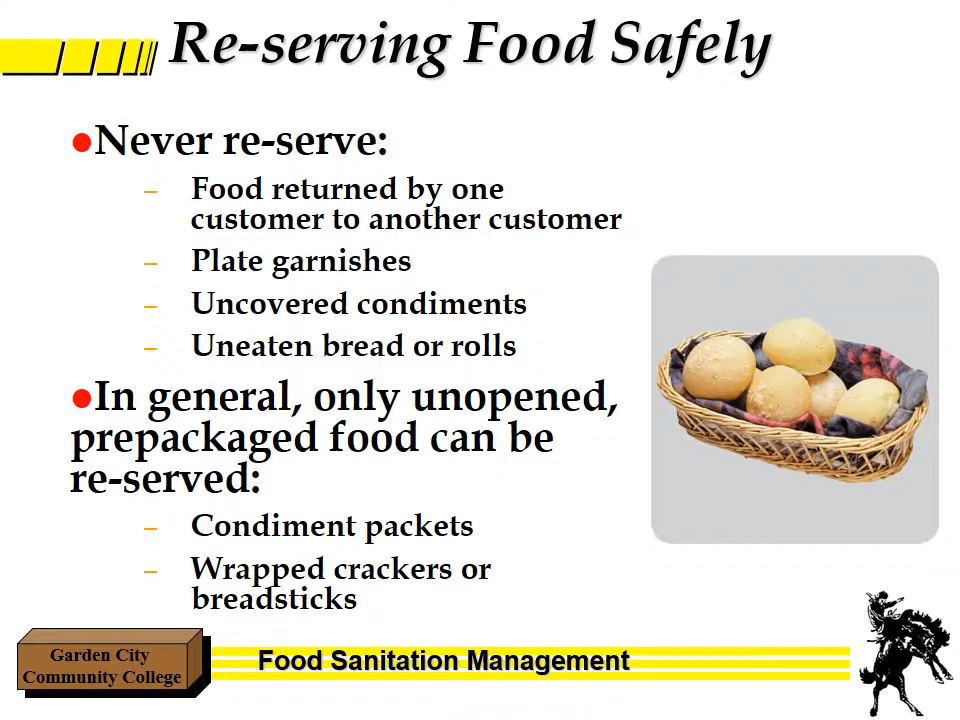 Re-serving Food Safely
●Never re-serve:
– Food returned by one
customer to another customer
– Plate garnishes
– Uncovered condiments
– Uneaten bread or rolls
●In general, only unopened,
prepackaged food can be
re-served:
– Condiment packets
– Wrapped crackers or
breadsticks
Garden City
Community College
Food Sanitation Management